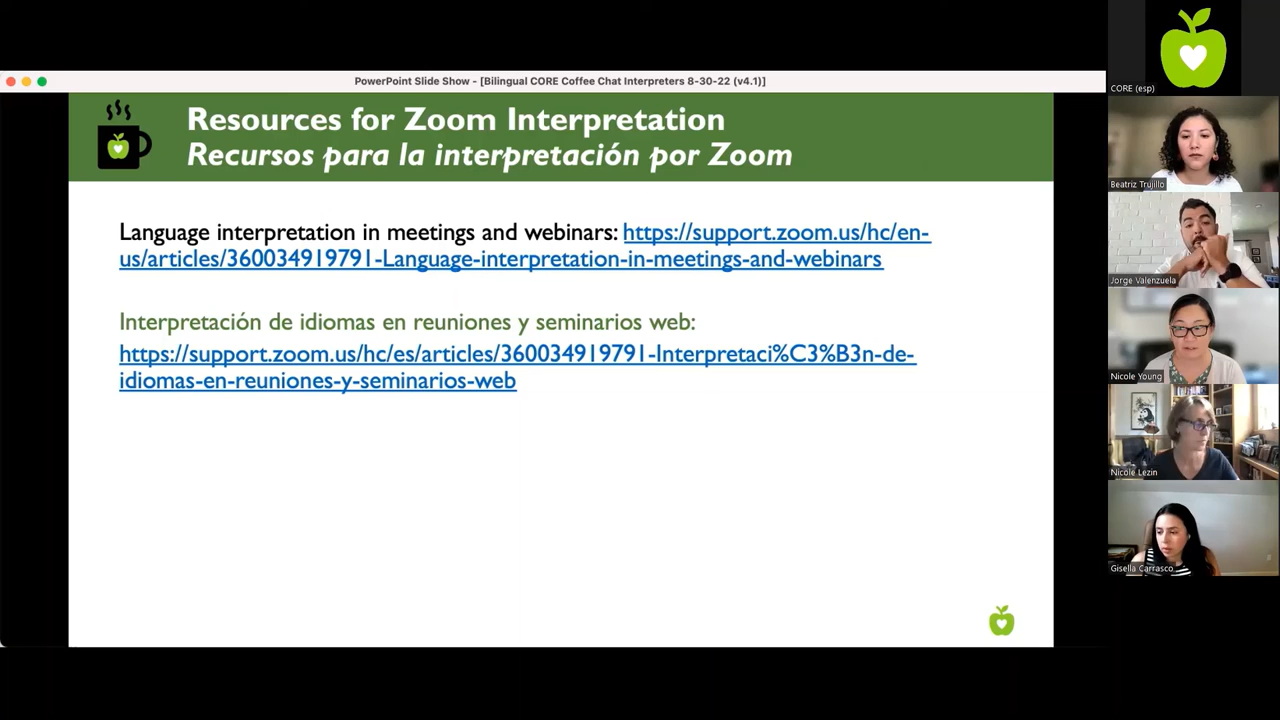 PowerPoint Slide Show - [Bilingual CORE Coffee Chat Interpreters 8-30-22 (v4.1)]
Resources for Zoom Interpretation
Recursos para la interpretación por Zoom
Language interpretation in meetings and webinars: https://support.zoom.us/hc/en-
us/articles/360034919791-Language-interpretation-in-meetings-and-webinars
Interpretación de idiomas en reuniones y seminarios web:
https://support.zoom.us/hc/es/articles/360034919791-Interpretaci%C3%B3n-de-
idiomas-en-reuniones-y-seminarios-web
CORE (esp)
Beatriz Trujillo
Jorge Valenzuela
Nicole Young
Nicole Lezin
Gisella Carrasco